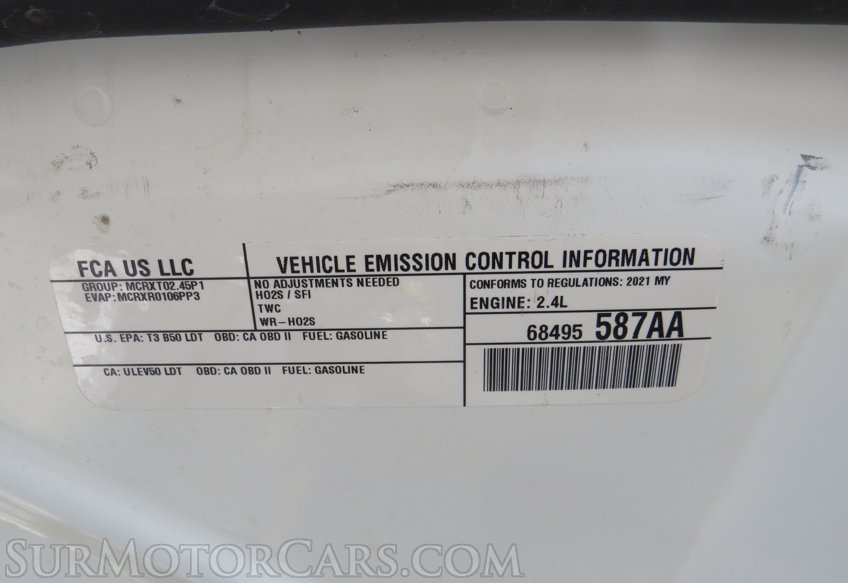 FCA US LLC
VEHICLE EMISSION CONTROL INFORMATION
GROUP: MCRXT02.45P1
EVAP: MCRXR0106PP3
NO ADJUSTMENTS NEEDED
HO2S / SFI
TWC
WR-HO2S
CONFORMS TO REGULATIONS: 2021 MY
ENGINE: 2.4L
U.S. EPA: T3 B50 LDT OBD: CA OBD II FUEL: GASOLINE
68495 587AA
CA: ULEV50 LDT OBD: CA OBD II FUEL: GASOLINE
SurMotorCars.com